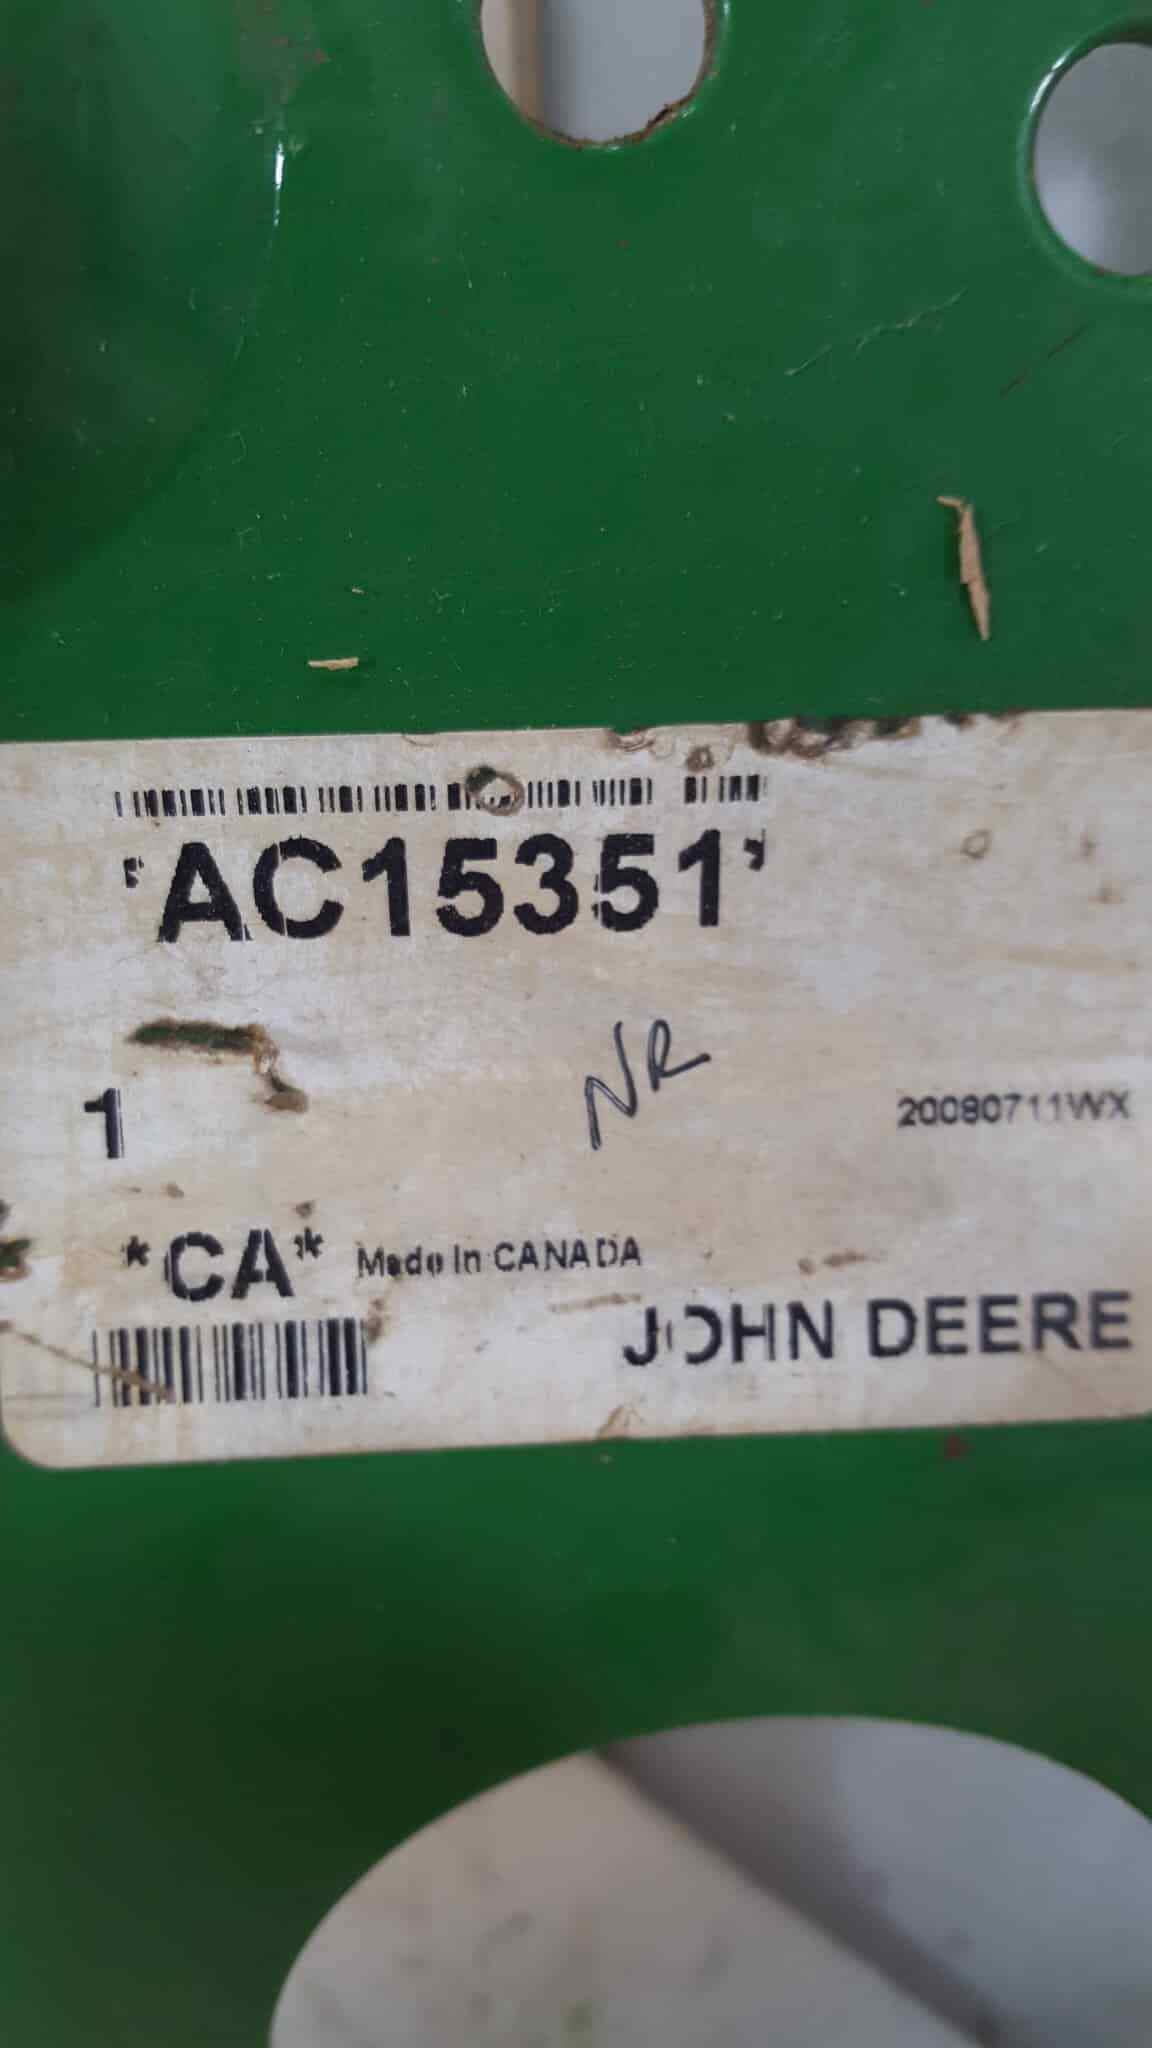 *AC15351*
NR
1
20080711WX
*CA* Made In CANADA
JOHN DEERE